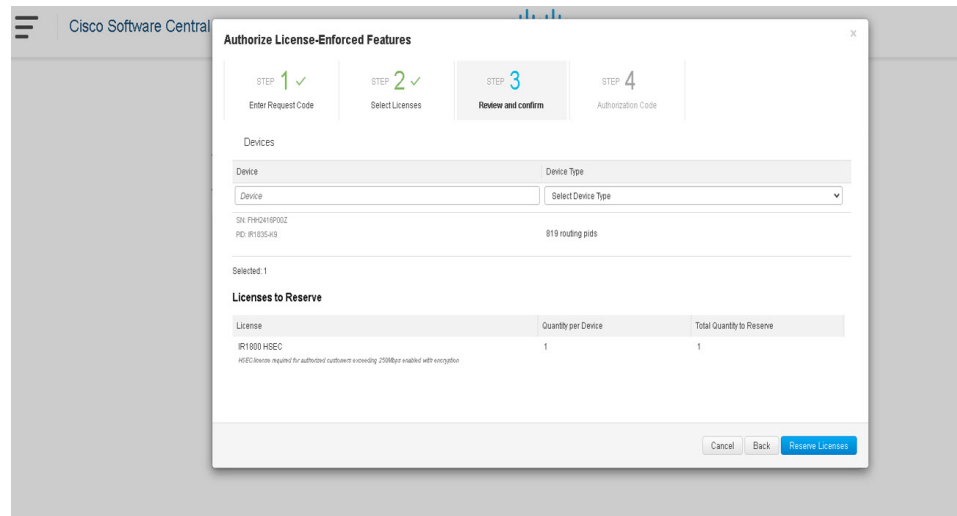 Cisco Software Central
Authorize License-Enforced Features
x
STEP 1 ✓
Enter Request Code
STEP 2 ✓
Select Licenses
STEP 3
Review and confirm
STEP 4
Authorization Code
Devices
Device Device Type
Device Select Device Type
SN: FHH2416P00Z
PID: IR1835-K9
819 routing pids
Selected: 1
Licenses to Reserve
License Quantity per Device Total Quantity to Reserve
IR1800 HSEC 1 1
HSEC license required for authorized customers exceeding 250Mbps enabled with encryption
Cancel Back Reserve Licenses